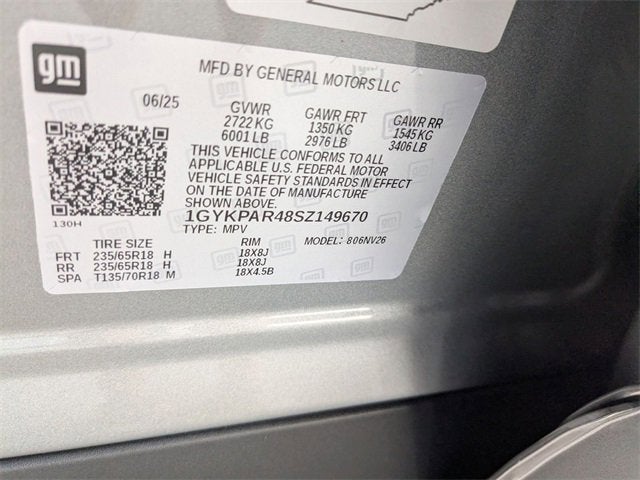 gm
MFD BY GENERAL MOTORS LLC
06/25
GVWR GAWR FRT GAWR RR
2722 KG 1350 KG 1545 KG
6001 LB 2976 LB 3406 LB
THIS VEHICLE CONFORMS TO ALL
APPLICABLE U.S. FEDERAL MOTOR
VEHICLE SAFETY STANDARDS IN EFFECT
ON THE DATE OF MANUFACTURE
SHOWN ABOVE.
130H
1GYKPAR48SZ149670
TYPE: MPV MODEL: 806NV26
TIRE SIZE RIM
FRT 235/65R18 H 18X8J
RR 235/65R18 H 18X8J
SPA T135/70R18 M 18X4.5B